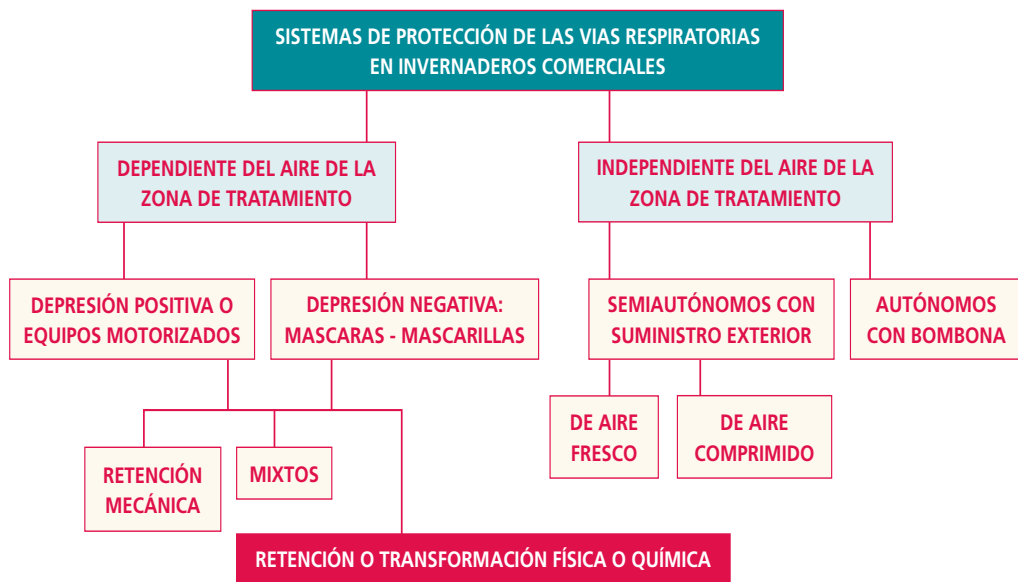 SISTEMAS DE PROTECCIÓN DE LAS VIAS RESPIRATORIAS
EN INVERNADEROS COMERCIALES
DEPENDIENTE DEL AIRE DE LA
ZONA DE TRATAMIENTO
INDEPENDIENTE DEL AIRE DE LA
ZONA DE TRATAMIENTO
DEPRESIÓN POSITIVA O
EQUIPOS MOTORIZADOS
DEPRESIÓN NEGATIVA:
MASCARAS - MASCARILLAS
SEMIAUTÓNOMOS CON
SUMINISTRO EXTERIOR
AUTÓNOMOS
CON BOMBONA
RETENCIÓN
MECÁNICA
MIXTOS
DE AIRE
FRESCO
DE AIRE
COMPRIMIDO
RETENCIÓN O TRANSFORMACIÓN FÍSICA O QUÍMICA